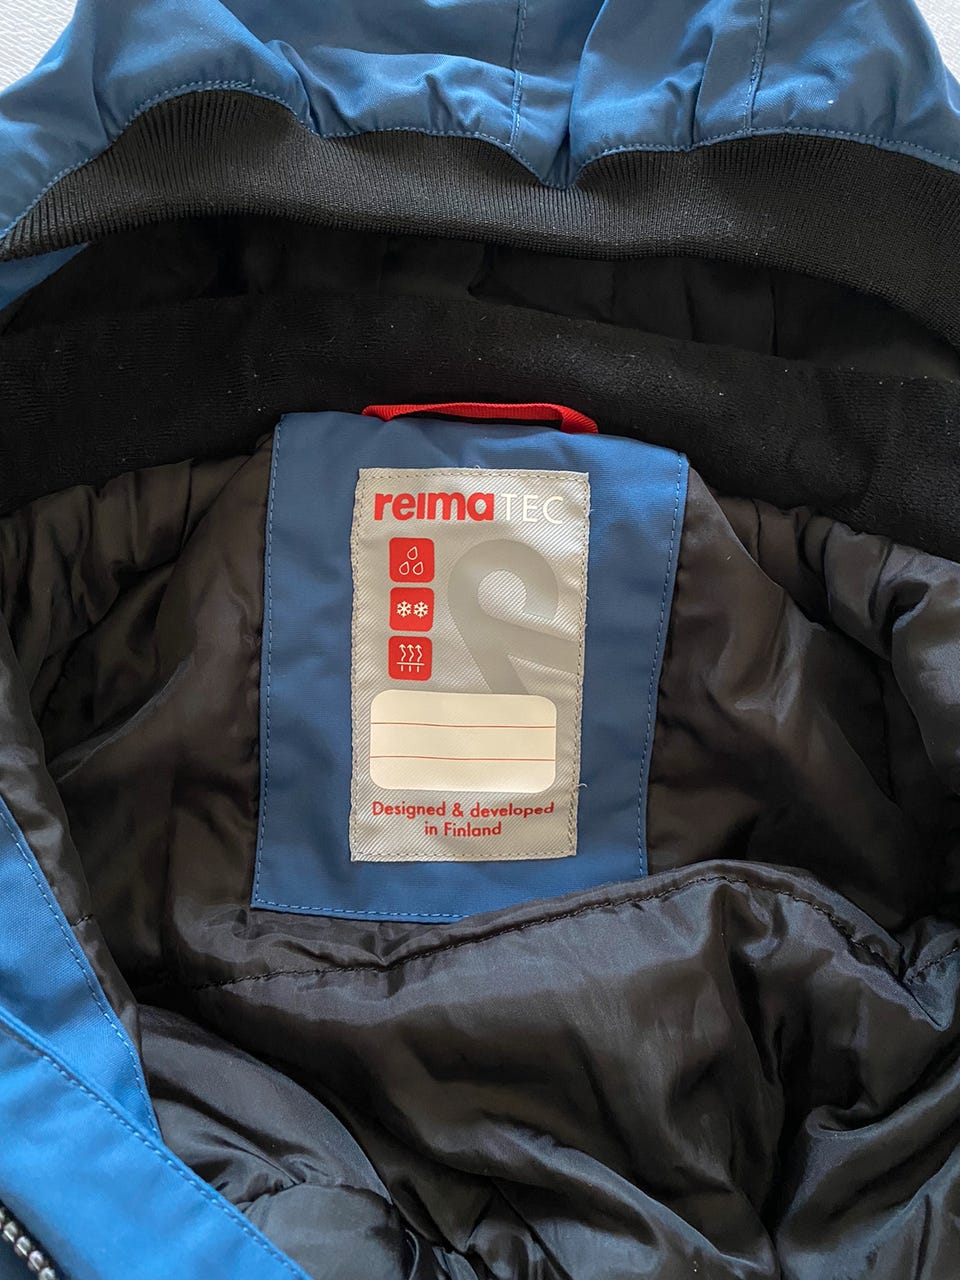 reimaTEC
Designed & developed
in Finland